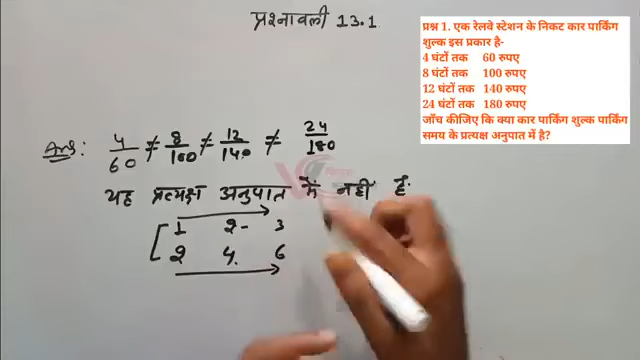 प्रश्नावली 13.1
प्रश्न 1. एक रेलवे स्टेशन के निकट कार पार्किंग
शुल्क इस प्रकार है-
4 घंटों तक 60 रुपए
8 घंटों तक 100 रुपए
12 घंटों तक 140 रुपए
24 घंटों तक 180 रुपए
जाँच कीजिए कि क्या कार पार्किंग शुल्क पार्किंग
समय के प्रत्यक्ष अनुपात में है?
Ans: 4/60 ≠ 8/100 ≠ 12/140 ≠ 24/180
यह प्रत्यक्ष अनुपात में नहीं है
1 2 3
2 4 6